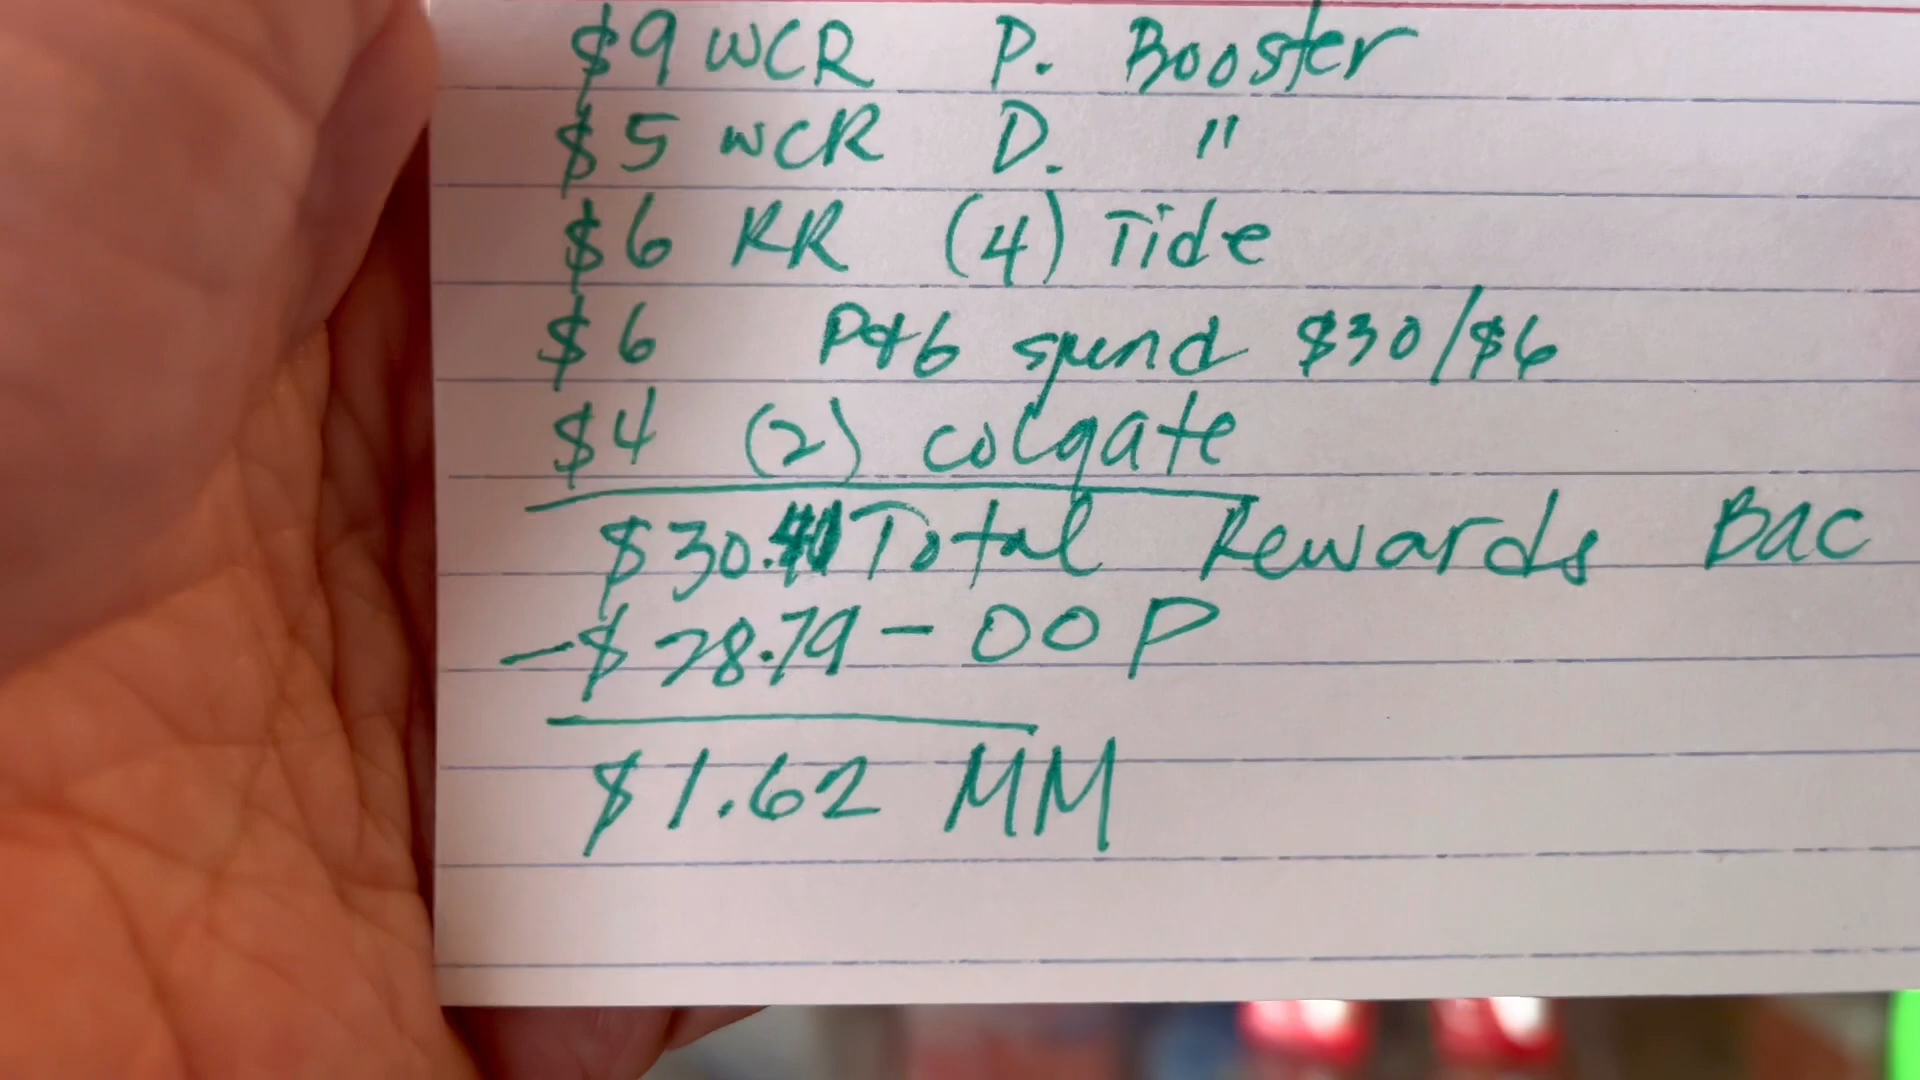 $9 WCR P. Booster
$5 WCR D. "
$6 RR (4) Tide
$6 P&G spend $30/$6
$4 (2) colgate
$30.41 Total Rewards Bac
-$28.79 - OOP
$1.62 MM